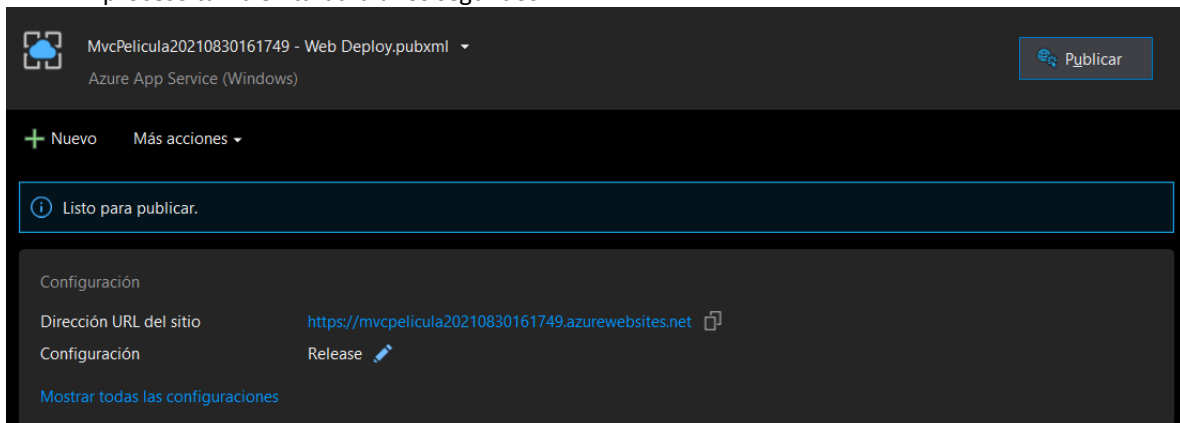 MvcPelicula20210830161749 - Web Deploy.pubxml
Azure App Service (Windows)
Publicar
Nuevo Más acciones
Listo para publicar.
Configuración
Dirección URL del sitio https://mvcpelicula20210830161749.azurewebsites.net
Configuración Release
Mostrar todas las configuraciones